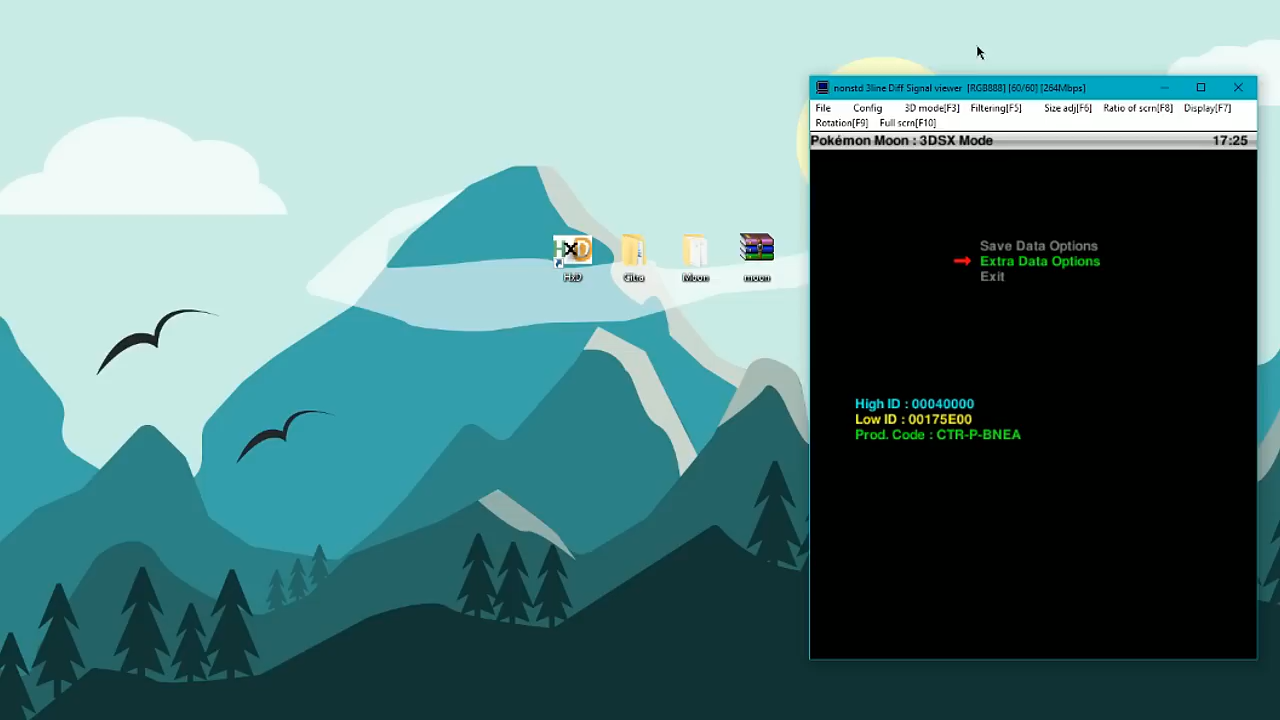 nonstd 3line Diff Signal viewer [RGB888] [60/60] [264Mbps]
File Config 3D mode[F3] Filtering[F5] Size adj[F6] Ratio of scrn[F8] Display[F7]
Rotation[F9] Full scrn[F10]
Pokémon Moon : 3DSX Mode 17:25
Save Data Options
Extra Data Options
Exit
HxD
HxD Citra Moon moon
High ID : 00040000
Low ID : 00175E00
Prod. Code : CTR-P-BNEA